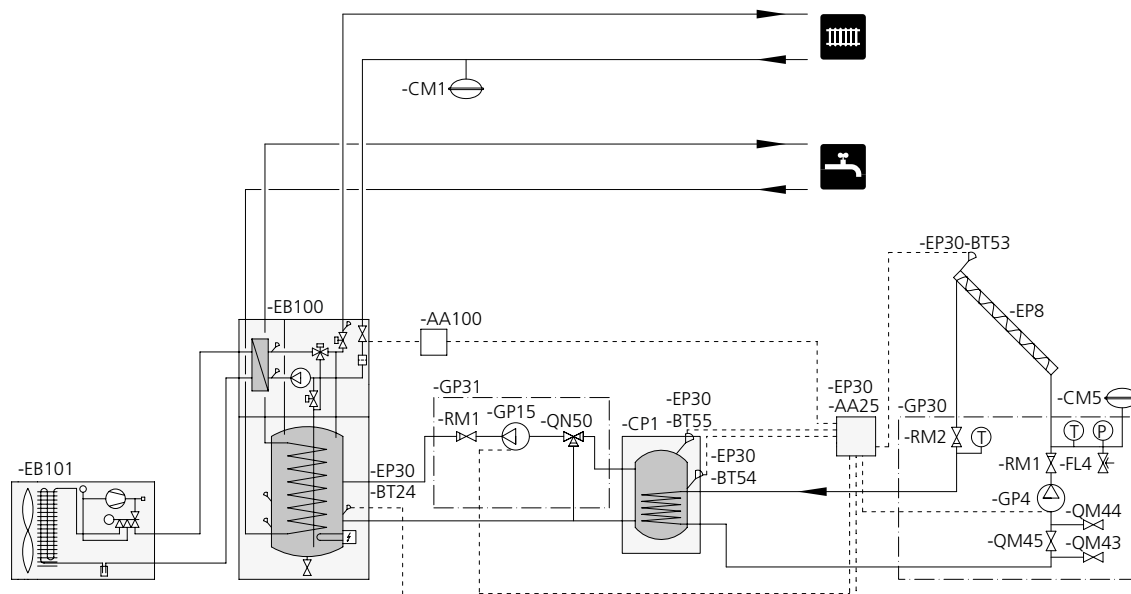 -CM1
-EP30-BT53
-EB100
-EP8
-AA100
-GP31
-EP30
-AA25
-CM5
-EP30
-BT55
-GP30
-GP15
-RM1
-QN50
-CP1
-RM2
T
T
P
-EB101
-EP30
-BT24
-EP30
-BT54
-RM1
-FL4
-GP4
-QM44
-QM45
-QM43